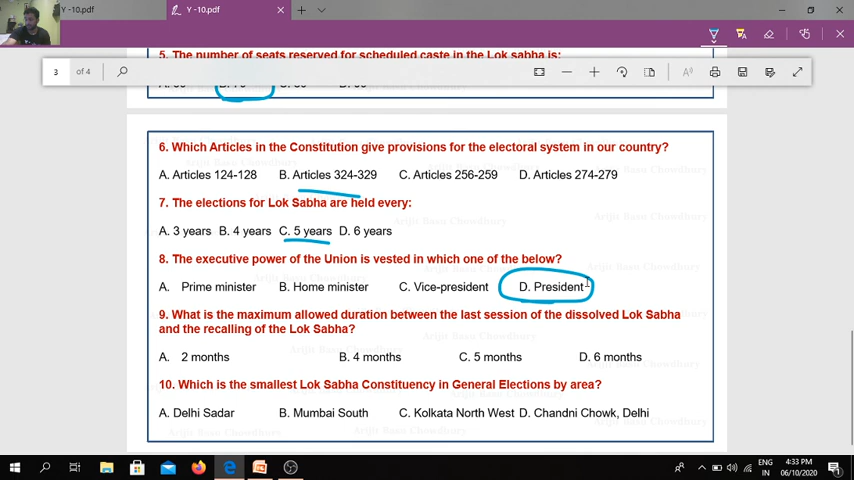 Y -10.pdf
Y -10.pdf
5. The number of seats reserved for scheduled caste in the Lok sabha is:
3 of 4
6. Which Articles in the Constitution give provisions for the electoral system in our country?
A. Articles 124-128 B. Articles 324-329 C. Articles 256-259 D. Articles 274-279
7. The elections for Lok Sabha are held every:
A. 3 years B. 4 years C. 5 years D. 6 years
8. The executive power of the Union is vested in which one of the below?
A. Prime minister B. Home minister C. Vice-president D. President
9. What is the maximum allowed duration between the last session of the dissolved Lok Sabha
and the recalling of the Lok Sabha?
A. 2 months B. 4 months C. 5 months D. 6 months
10. Which is the smallest Lok Sabha Constituency in General Elections by area?
A. Delhi Sadar B. Mumbai South C. Kolkata North West D. Chandni Chowk, Delhi
Arijit Basu Chowdhury
ENG 4:33 PM
IN 06/10/2020